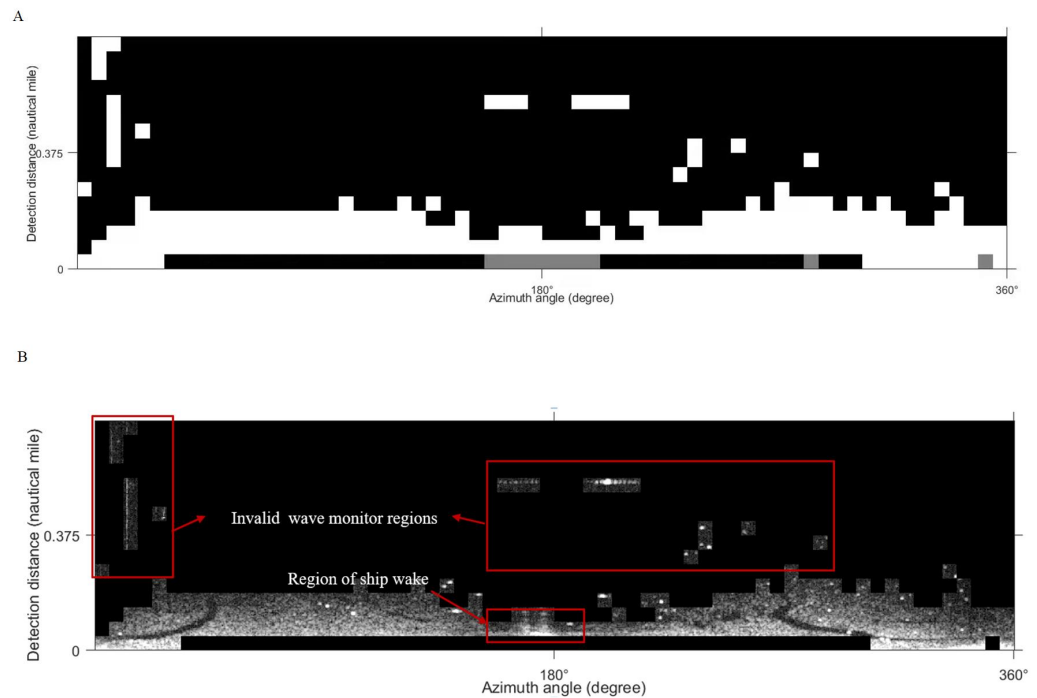 A
Detection distance (nautical mile)
0.375
0
180°
360°
Azimuth angle (degree)
B
Detection distance (nautical mile)
0.375
0
Invalid wave monitor regions
Region of ship wake
180°
360°
Azimuth angle (degree)